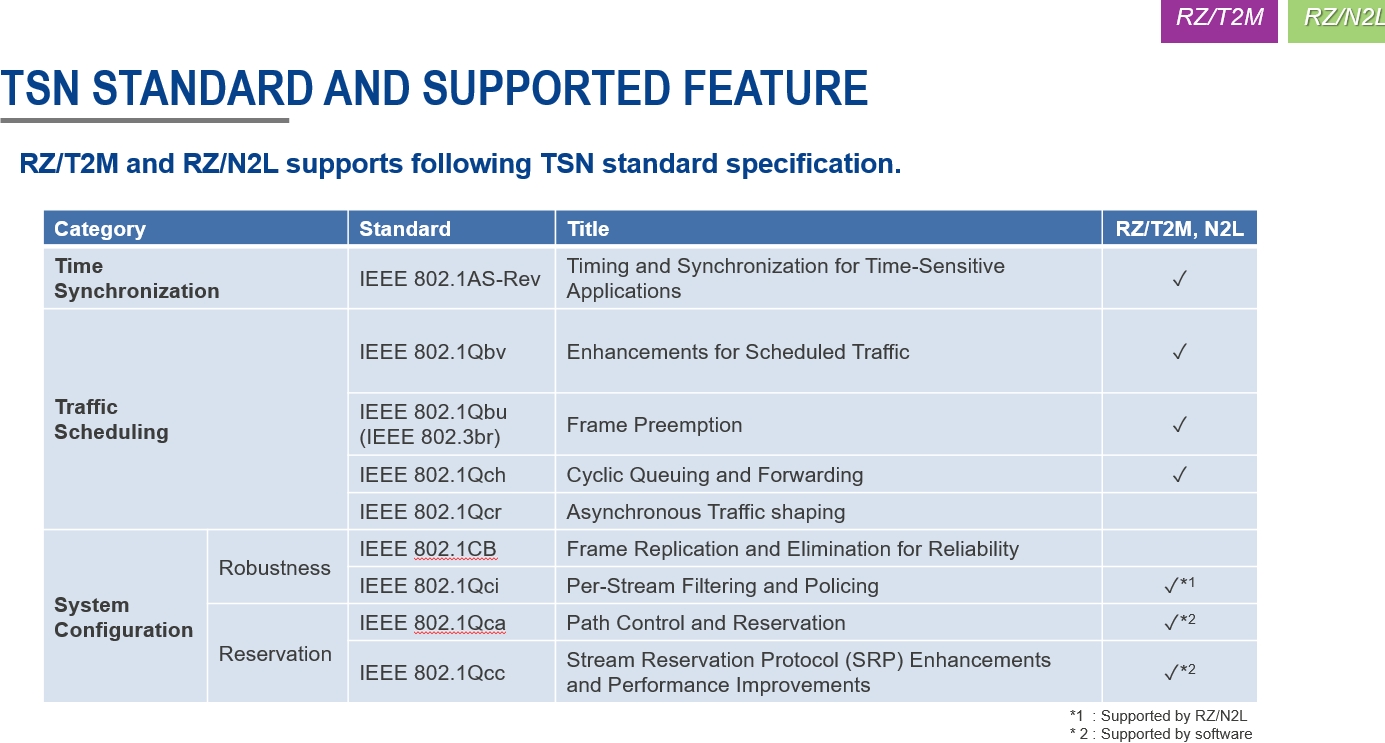 RZ/T2M RZ/N2L
TSN STANDARD AND SUPPORTED FEATURE
RZ/T2M and RZ/N2L supports following TSN standard specification.
Category Standard Title RZ/T2M, N2L
Time
Synchronization
IEEE 802.1AS-Rev
Timing and Synchronization for Time-Sensitive
Applications
✓
Traffic
Scheduling
IEEE 802.1Qbv Enhancements for Scheduled Traffic ✓
IEEE 802.1Qbu
(IEEE 802.3br)
Frame Preemption ✓
IEEE 802.1Qch Cyclic Queuing and Forwarding ✓
IEEE 802.1Qcr Asynchronous Traffic shaping
System
Configuration
Robustness
IEEE 802.1CB Frame Replication and Elimination for Reliability
IEEE 802.1Qci Per-Stream Filtering and Policing ✓*1
Reservation
IEEE 802.1Qca Path Control and Reservation ✓*2
IEEE 802.1Qcc
Stream Reservation Protocol (SRP) Enhancements
and Performance Improvements
✓*2
*1 : Supported by RZ/N2L
* 2 : Supported by software